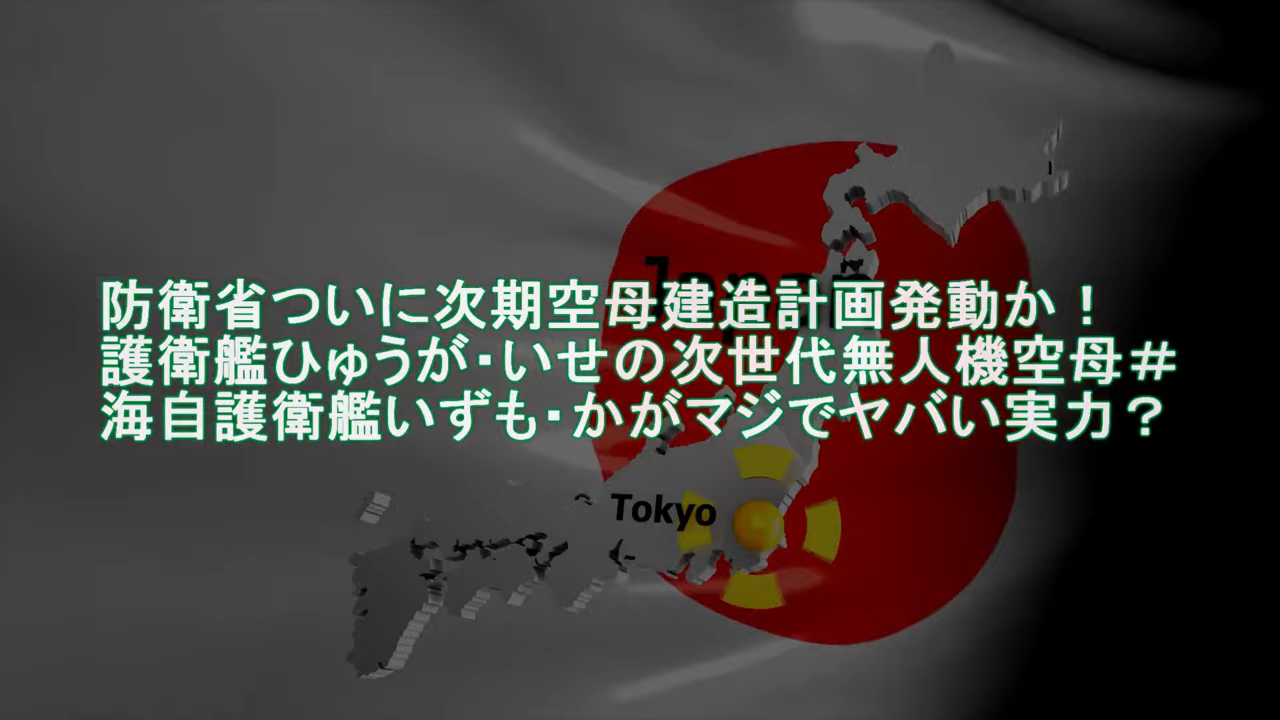 Japan
防衛省ついに次期空母建造計画発動か！
護衛艦ひゅうが・いせの次世代無人機空母＃
海自護衛艦いずも・かがマジでヤバい実力？
Tokyo